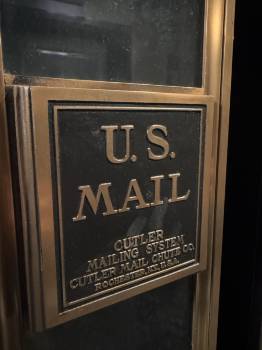 U.S.
MAIL
CUTLER
MAILING SYSTEM
CUTLER MAIL CHUTE CO.
ROCHESTER, N.Y., U.S.A.